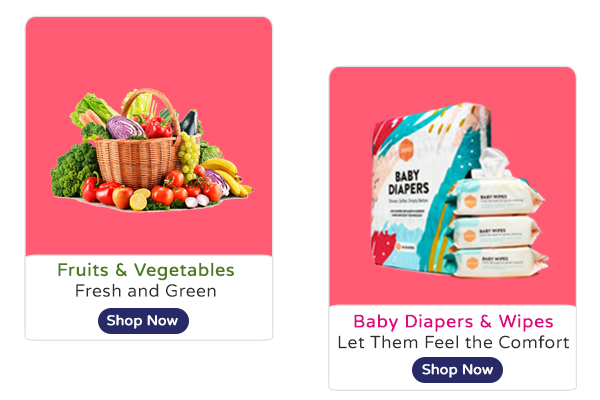 Fruits & Vegetables
Fresh and Green
Shop Now
BABY
DIAPERS
BABY WIPES
BABY WIPES
BABY WIPES
Baby Diapers & Wipes
Let Them Feel the Comfort
Shop Now